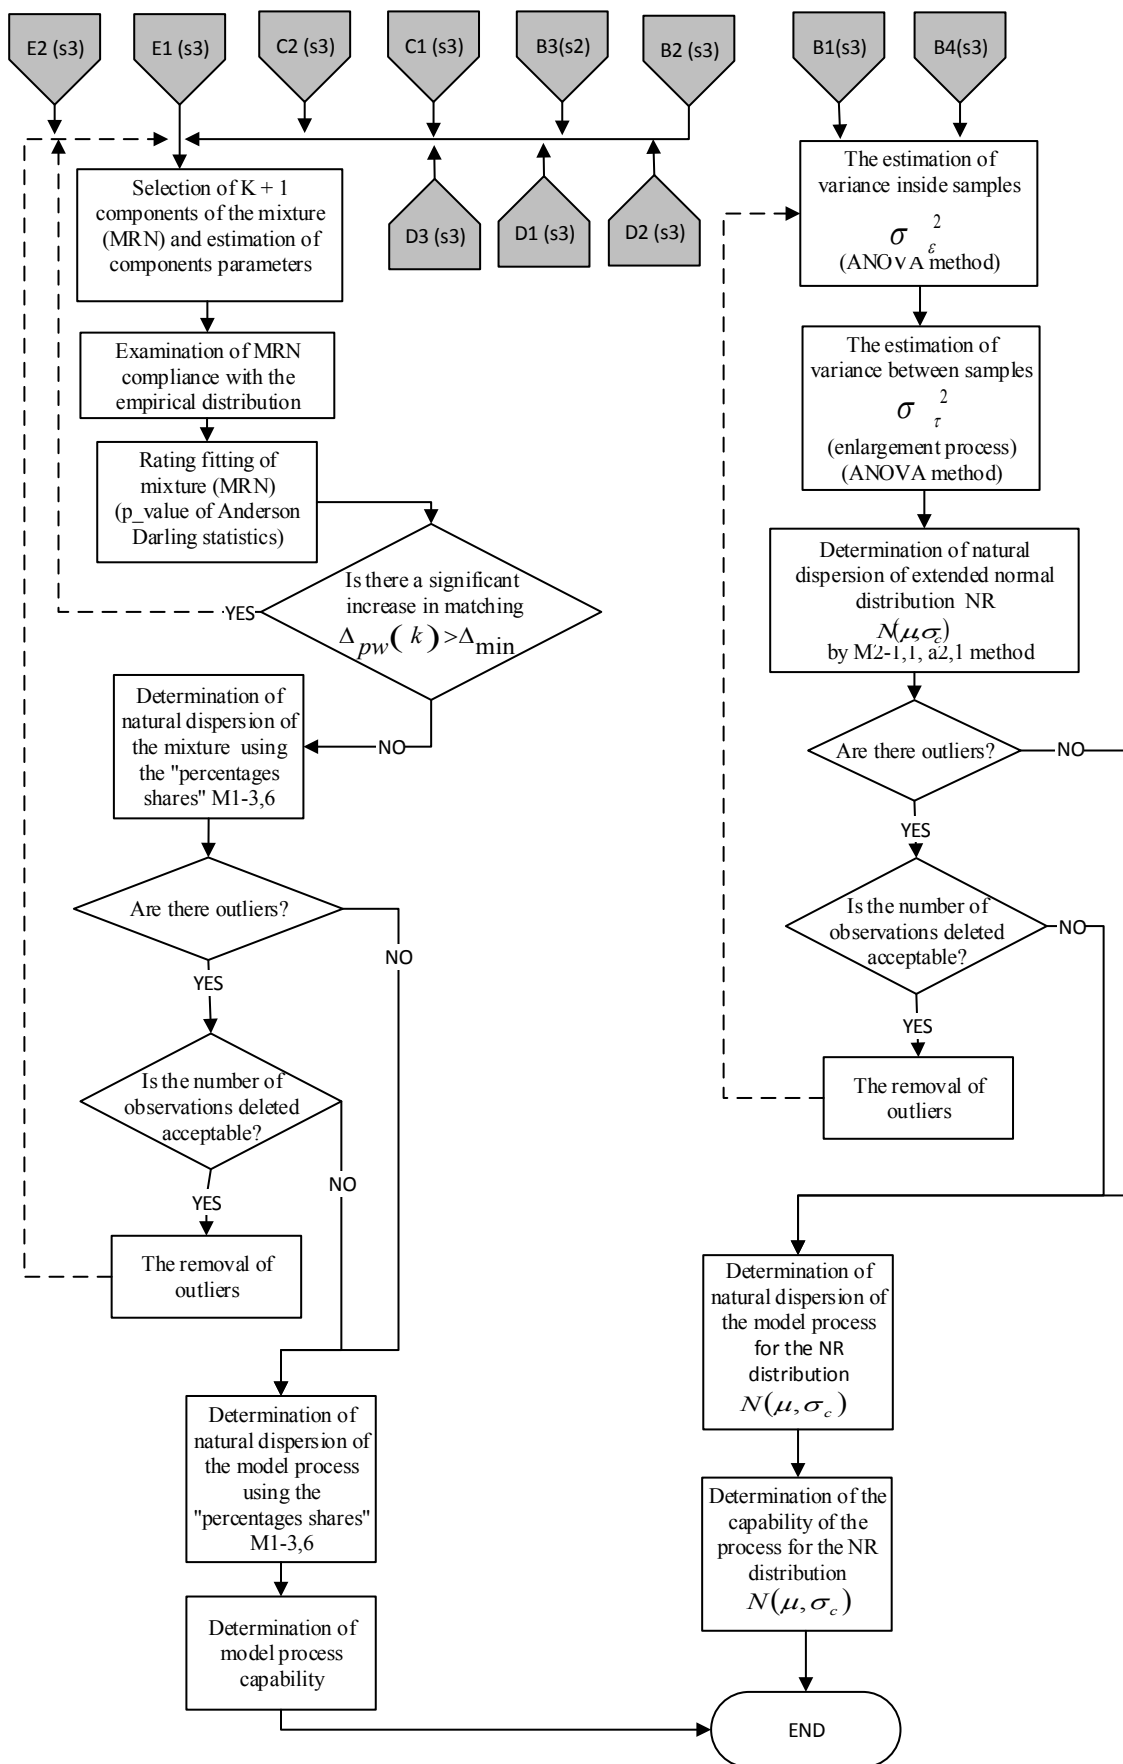 E2 (s3)
E1 (s3)
C2 (s3)
C1 (s3)
B3(s2)
B2 (s3)
B1(s3)
B4(s3)
D3 (s3)
D1 (s3)
D2 (s3)
Selection of K + 1
components of the mixture
(MRN) and estimation of
components parameters
Examination of MRN
compliance with the
empirical distribution
Rating fitting of
mixture (MRN)
(p_value of Anderson
Darling statistics)
Is there a significant
increase in matching
Δpw( k)>Δmin
YES
NO
Determination of
natural dispersion of
the mixture using
the "percentages
shares" M1-3,6
Are there outliers?
NO
YES
Is the number of
observations deleted
acceptable?
NO
YES
The removal of
outliers
Determination of
natural dispersion of
the model process
using the
"percentages shares"
M1-3,6
Determination of
model process
capability
The estimation of
variance inside samples
σ ε 2
(ANOVA method)
The estimation of
variance between samples
σ τ 2
(enlargement process)
(ANOVA method)
Determination of natural
dispersion of extended normal
distribution NR
N(μ,σc)
by M2-1,1, a2,1 method
Are there outliers?
NO
YES
Is the number of
observations deleted
acceptable?
NO
YES
The removal of
outliers
Determination of
natural dispersion of
the model process
for the NR
distribution
N(μ,σc)
Determination of the
capability of the
process for the NR
distribution
N(μ,σc)
END